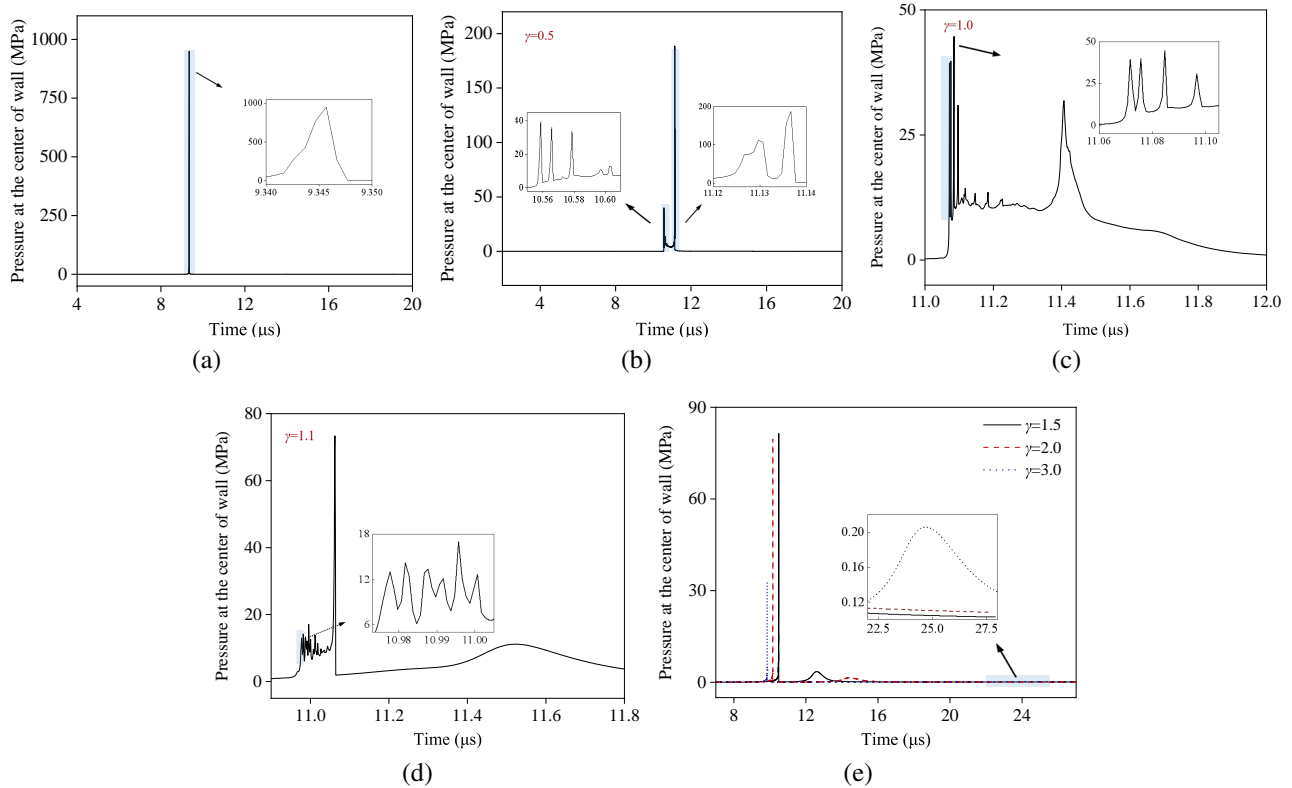 Pressure at the center of wall (MPa)
1000
750
500
250
0
1000
500
0
9.340 9.345 9.350
4 8 12 16 20
Time (μs)
(a)
Pressure at the center of wall (MPa)
γ=0.5
200
150
100
50
0
40
20
0
10.56 10.58 10.60
200
100
0
11.12 11.13 11.14
4 8 12 16 20
Time (μs)
(b)
Pressure at the center of wall (MPa)
γ=1.0
50
25
0
50
25
0
11.06 11.08 11.10
11.0 11.2 11.4 11.6 11.8 12.0
Time (μs)
(c)
Pressure at the center of wall (MPa)
γ=1.1
80
60
40
20
0
18
12
6
10.98 10.99 11.00
11.0 11.2 11.4 11.6 11.8
Time (μs)
(d)
Pressure at the center of wall (MPa)
90
60
30
0
γ=1.5
γ=2.0
γ=3.0
0.20
0.16
0.12
22.5 25.0 27.5
8 12 16 20 24
Time (μs)
(e)